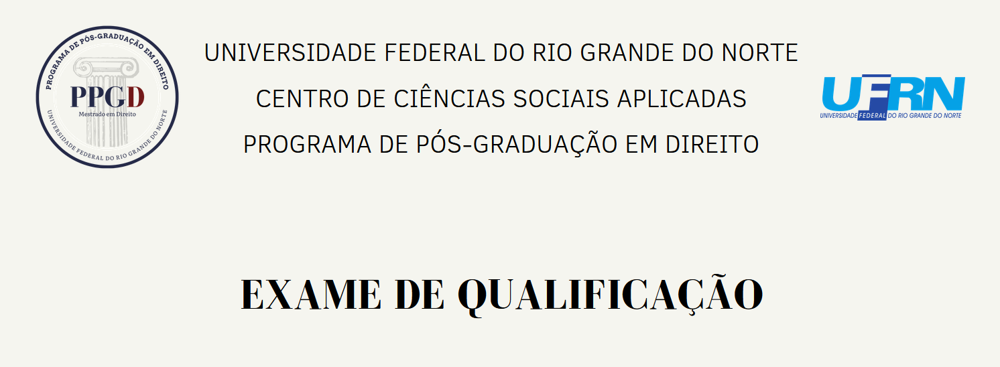 PROGRAMA DE PÓS-GRADUAÇÃO EM DIREITO
PPGD
Mestrado em Direito
UNIVERSIDADE FEDERAL DO RIO GRANDE DO NORTE
UNIVERSIDADE FEDERAL DO RIO GRANDE DO NORTE
CENTRO DE CIÊNCIAS SOCIAIS APLICADAS
PROGRAMA DE PÓS-GRADUAÇÃO EM DIREITO
UFRN
UNIVERSIDADE FEDERAL DO RIO GRANDE DO NORTE
EXAME DE QUALIFICAÇÃO